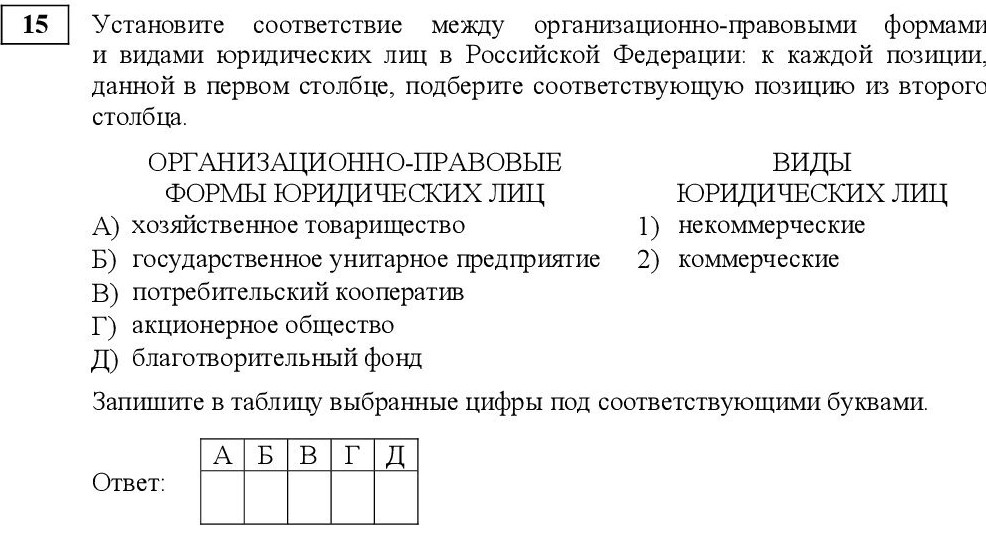 15 Установите соответствие между организационно-правовыми формами
и видами юридических лиц в Российской Федерации: к каждой позиции,
данной в первом столбце, подберите соответствующую позицию из второго
столбца.
ОРГАНИЗАЦИОННО-ПРАВОВЫЕ
ФОРМЫ ЮРИДИЧЕСКИХ ЛИЦ
А) хозяйственное товарищество
Б) государственное унитарное предприятие
В) потребительский кооператив
Г) акционерное общество
Д) благотворительный фонд
ВИДЫ
ЮРИДИЧЕСКИХ ЛИЦ
1) некоммерческие
2) коммерческие
Запишите в таблицу выбранные цифры под соответствующими буквами.
Ответ:
А Б В Г Д